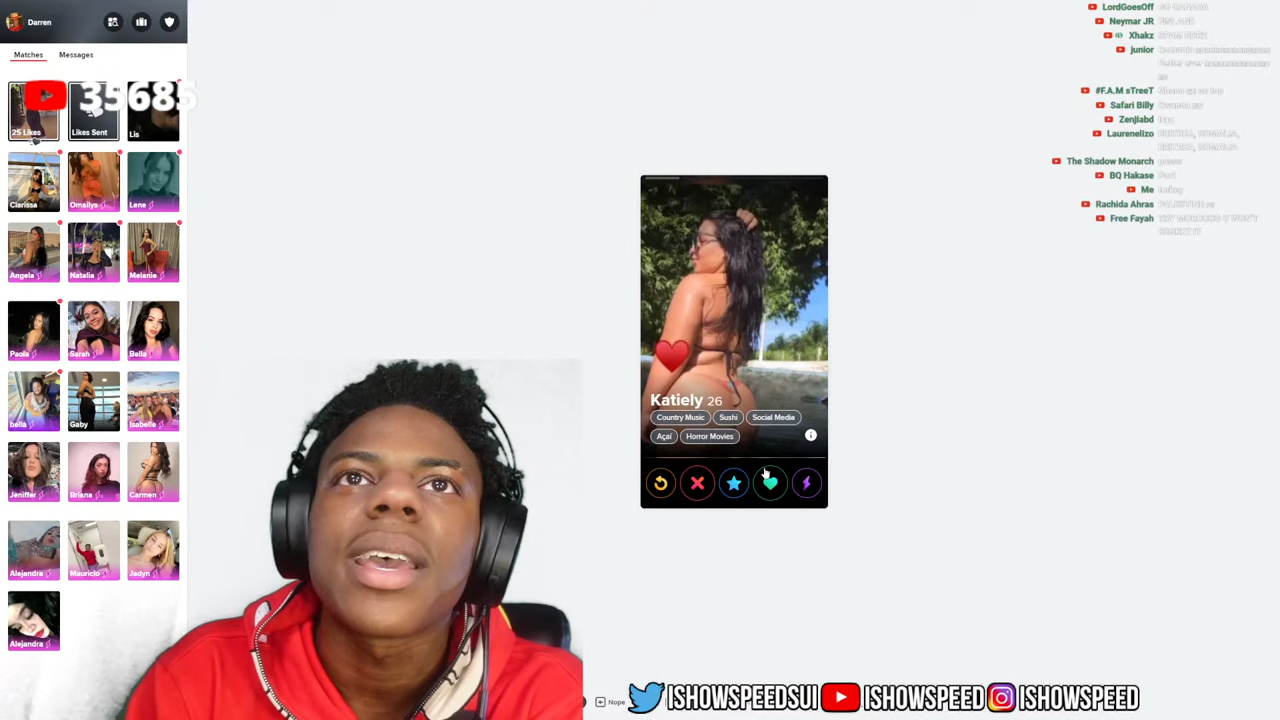 Darren
Matches
Messages
35685
25 Likes
Likes Sent
Lis
Clarissa
Omallys
Lene
Angela
Natalia
Melanie
Paola
Sarah
Bella
bella
Gaby
Isabelle
Jeniffer
Briana
Carmen
Alejandra
Mauricio
Jadyn
Alejandra
Katiely 26
Country Music
Sushi
Social Media
Açaí
Horror Movies
Nope
LordGoesOff
Neymar JR
Xhakz
junior
#F.A.M sTreeT
Safari Billy
Zenjiabd
Laurenelizo
The Shadow Monarch
BQ Hakase
Me
Rachida Ahras
Free Fayah
ISHOWSPEEDSUI
ISHOWSPEED
ISHOWSPEED